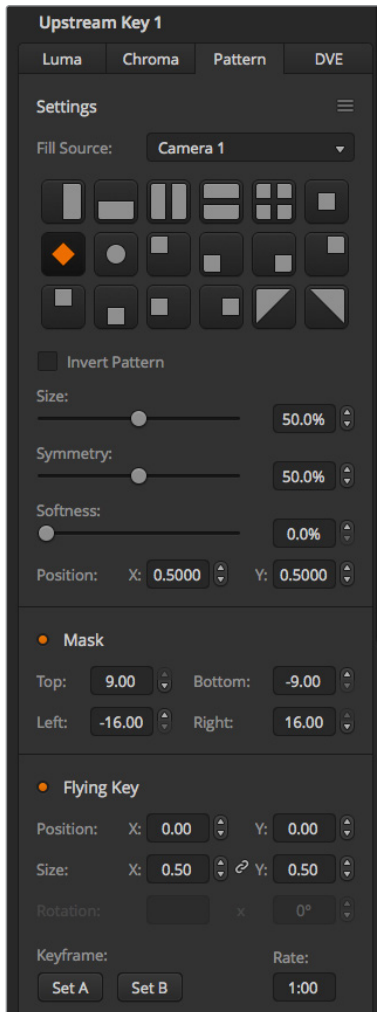 Upstream Key 1
Luma Chroma Pattern DVE
Settings
Fill Source: Camera 1
Invert Pattern
Size:
50.0%
Symmetry:
50.0%
Softness:
0.0%
Position: X: 0.5000 Y: 0.5000
Mask
Top: 9.00 Bottom: -9.00
Left: -16.00 Right: 16.00
Flying Key
Position: X: 0.00 Y: 0.00
Size: X: 0.50 Y: 0.50
Rotation: x 0°
Keyframe: Rate:
Set A Set B 1:00